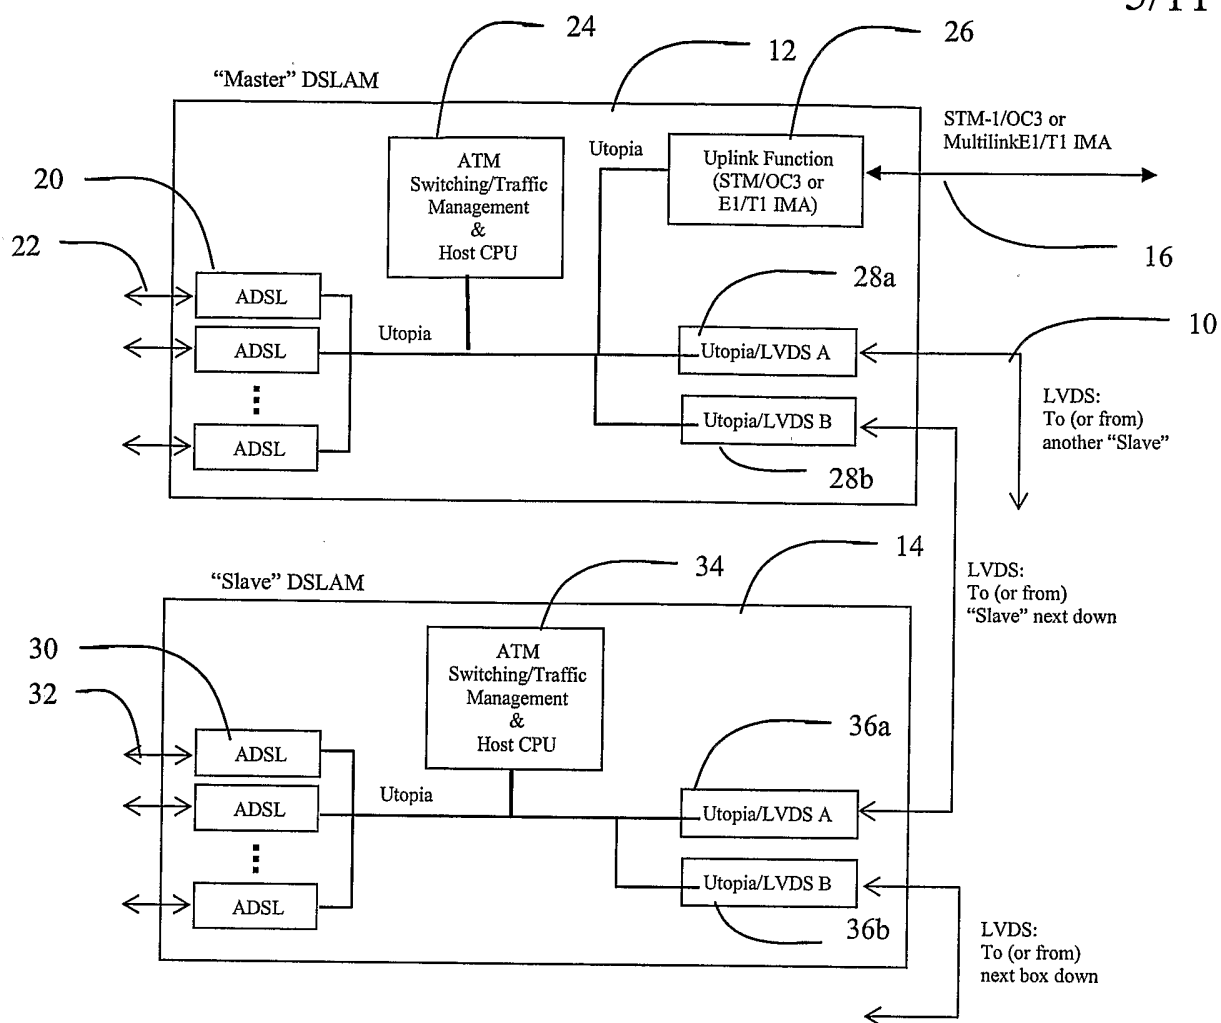 24
12
26
"Master" DSLAM
STM-1/OC3 or
MultilinkE1/T1 IMA
Utopia
ATM
Switching/Traffic
Management
&
Host CPU
Uplink Function
(STM/OC3 or
E1/T1 IMA)
20
22
16
ADSL
28a
10
Utopia
ADSL
Utopia/LVDS A
LVDS:
To (or from)
another "Slave"
Utopia/LVDS B
ADSL
28b
14
34
LVDS:
To (or from)
"Slave" next down
"Slave" DSLAM
30
32
ATM
Switching/Traffic
Management
&
Host CPU
36a
ADSL
Utopia
ADSL
Utopia/LVDS A
Utopia/LVDS B
ADSL
36b
LVDS:
To (or from)
next box down